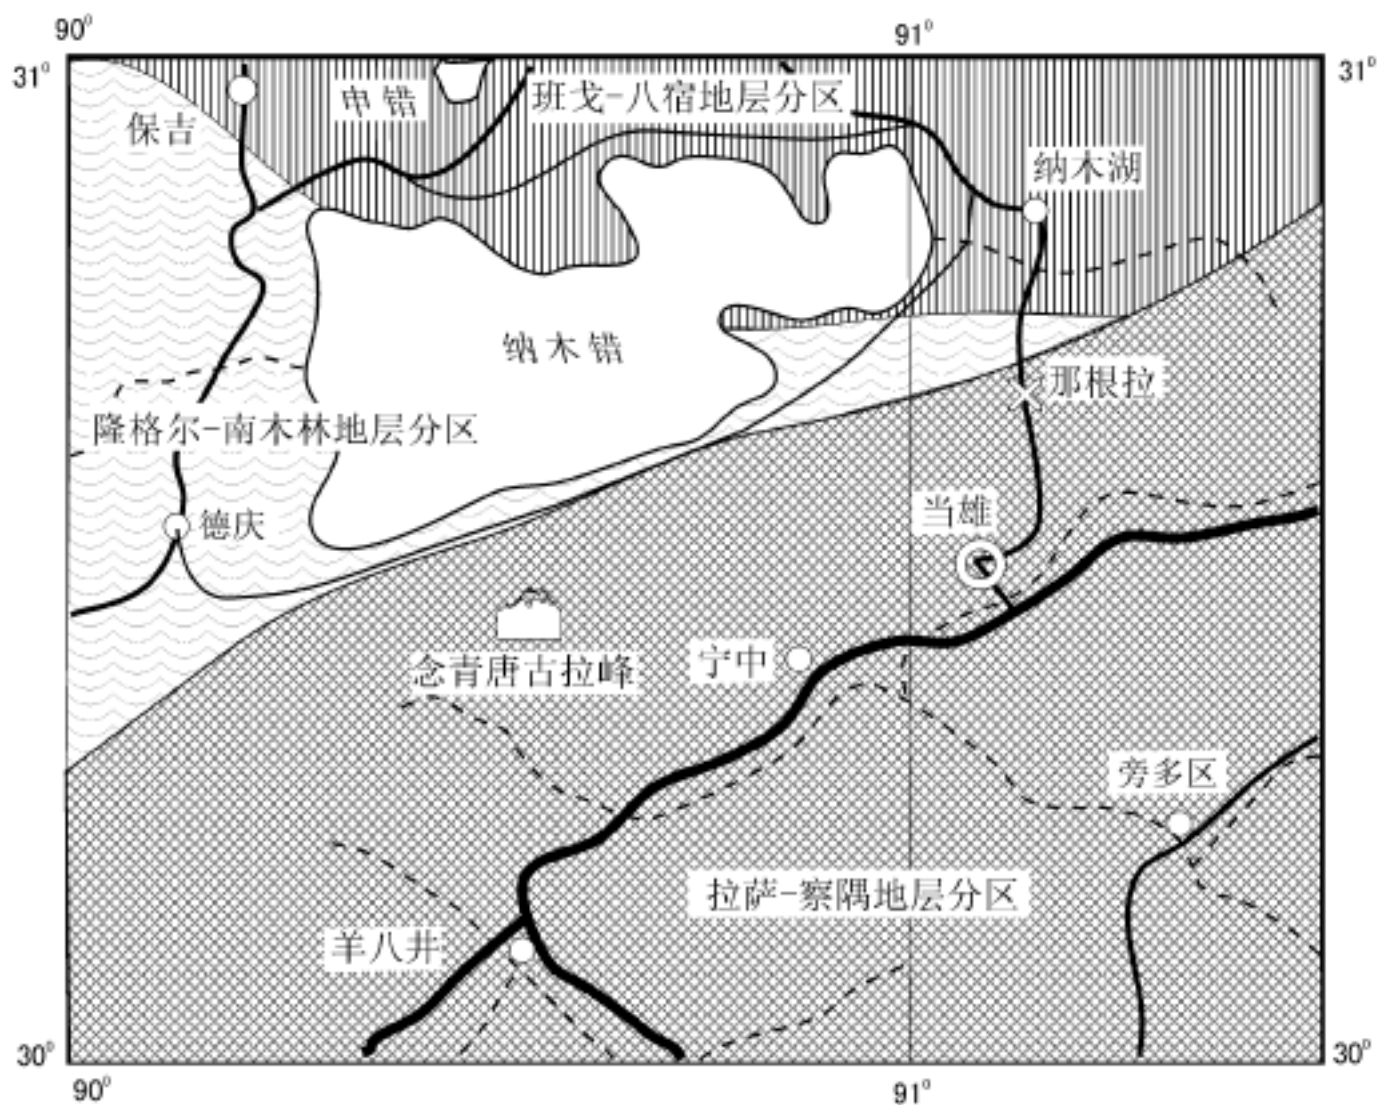 90°
91°
31°
31°
申错
班戈-八宿地层分区
保吉
纳木湖
纳木错
那根拉
隆格尔-南木林地层分区
当雄
德庆
念青唐古拉峰
宁中
旁多区
拉萨-察隅地层分区
羊八井
30°
30°
90°
91°